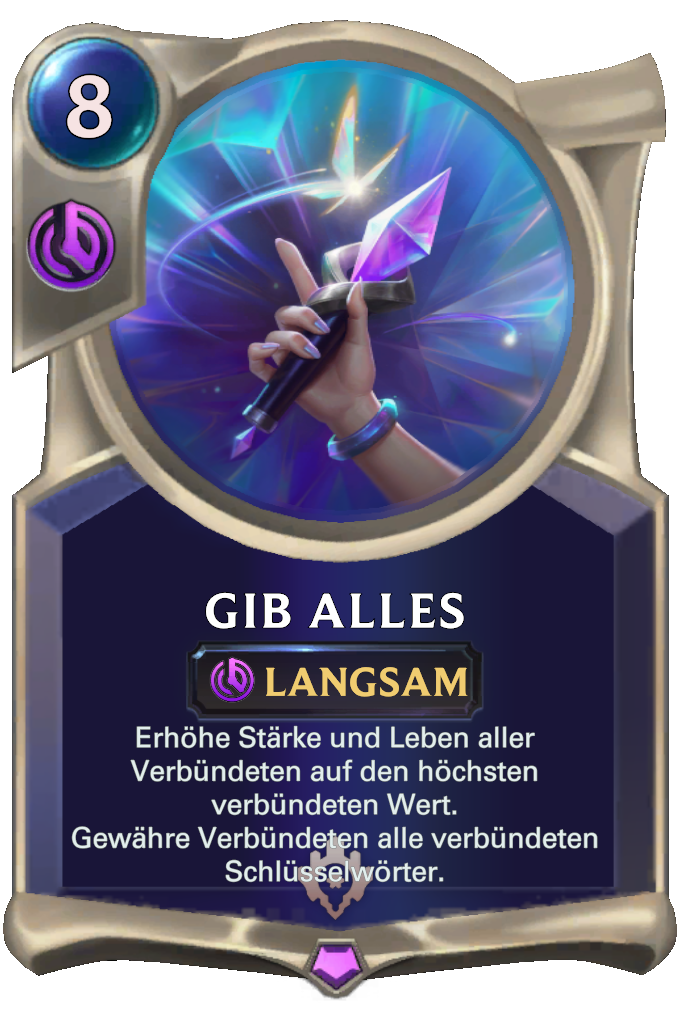 8
GIB ALLES
LANGSAM
Erhöhe Stärke und Leben aller
Verbündeten auf den höchsten
verbündeten Wert.
Gewähre Verbündeten alle verbündeten
Schlüsselwörter.